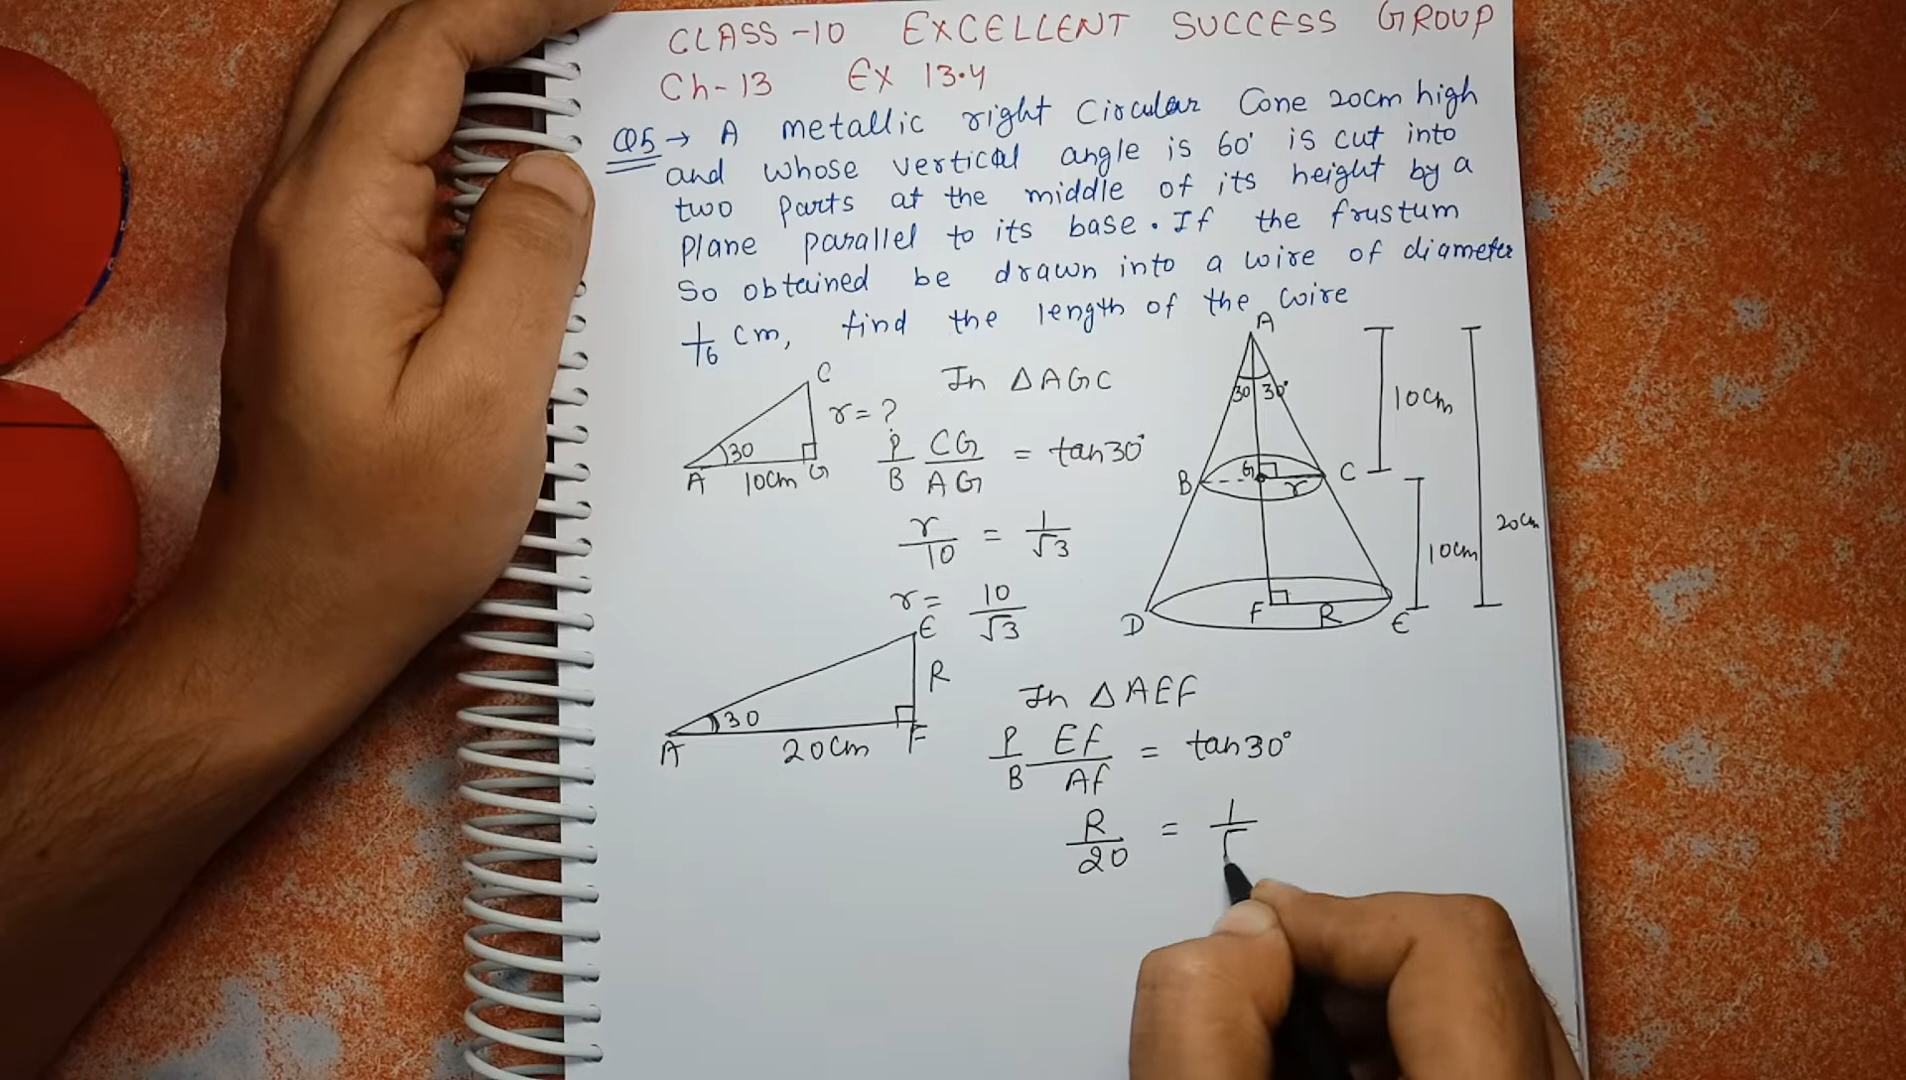 CLASS-10 EXCELLENT SUCCESS GROUP
Ch-13 EX 13.4
Q5 → A metallic right Circular Cone 20cm high
and whose vertical angle is 60° is cut into
two parts at the middle of its height by a
plane parallel to its base. If the frustum
So obtained be drawn into a wire of diameter
1/16 cm, find the length of the wire
C
r = ?
30
A 10cm G
In △AGC
P/B CG/AG = tan30°
r/10 = 1/√3
r = 10/√3
A
30 30°
B G r C
D F R E
10cm
10cm
20cm
E
R
30
A 20cm F
In △AEF
P/B EF/Af = tan30°
R/20 = 1/√